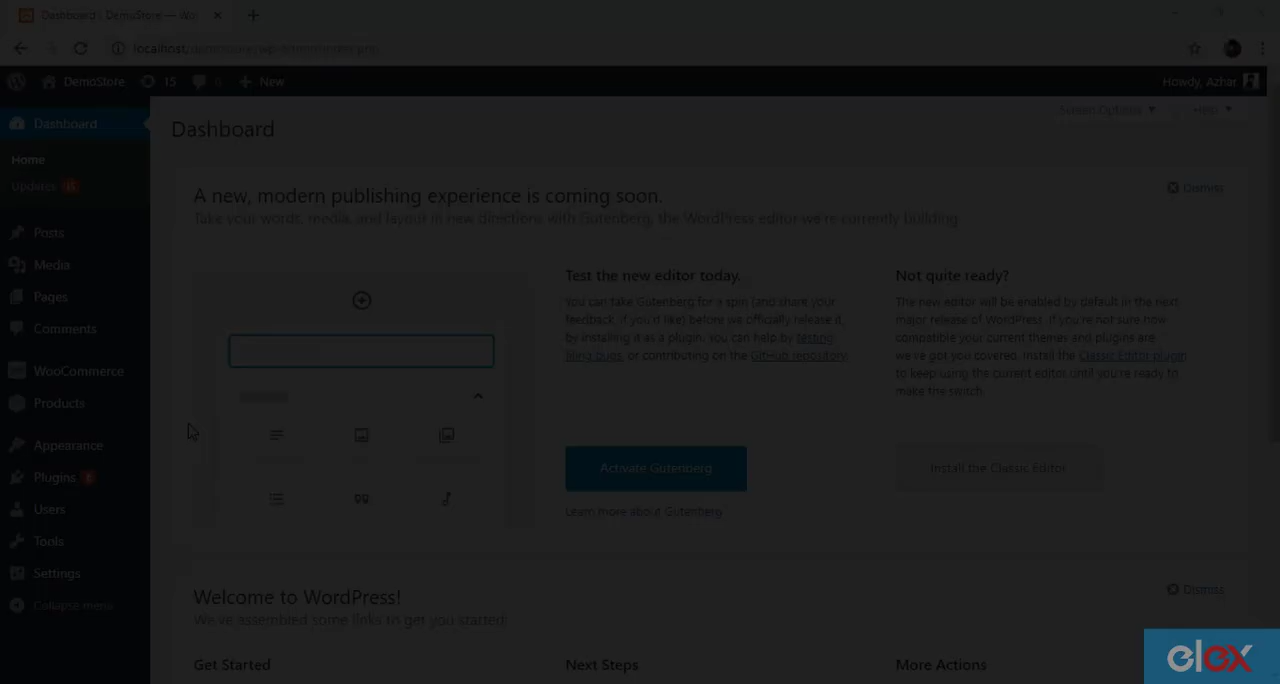 Dashboard ‹ DemoStore — Wo
localhost/
DemoStore
15
0
New
Howdy, Azhar
Dashboard
Home
Updates
Posts
Media
Pages
Comments
WooCommerce
Products
Appearance
Plugins
Users
Tools
Settings
Collapse menu
Dashboard
Screen Options
Help
A new, modern publishing experience is coming soon.
Dismiss
Take your words, media, and layout in new directions with Gutenberg, the WordPress editor we're currently building.
Test the new editor today.
You can take Gutenberg for a spin (and share your
feedback, if you'd like) before we officially release it,
by installing it as a plugin. You can help by testing,
filing bugs, or contributing on the GitHub repository.
Activate Gutenberg
Learn more about Gutenberg
Not quite ready?
The new editor will be enabled by default in the next
major release of WordPress. If you're not sure how
compatible your current themes and plugins are,
we've got you covered. Install the Classic Editor plugin
to keep using the current editor until you're ready to
make the switch.
Install the Classic Editor
Welcome to WordPress!
Dismiss
We've assembled some links to get you started:
Get Started
Next Steps
More Actions
elex